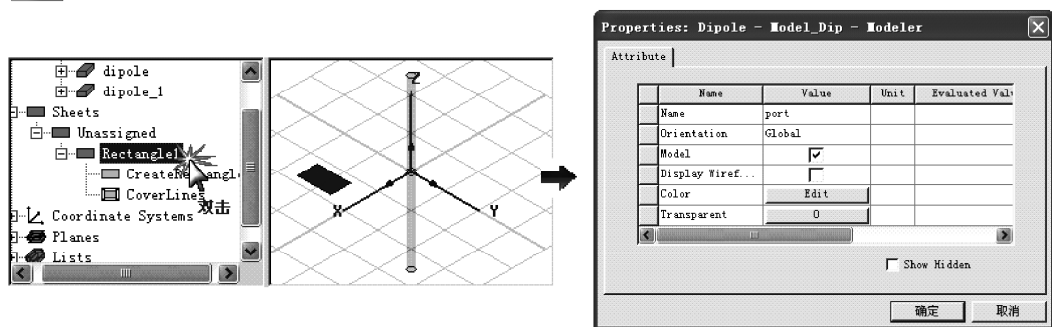 dipole
dipole_1
Sheets
Unassigned
Rectangle1
CreateRectangl
CoverLines
双击
Coordinate Systems
Planes
Lists
Z
X
Y
Properties: Dipole - Model_Dip - Modeler
Attribute
Name Value Unit Evaluated Val
Name port
Orientation Global
Model
Display Wiref...
Color Edit
Transparent 0
Show Hidden
确定 取消